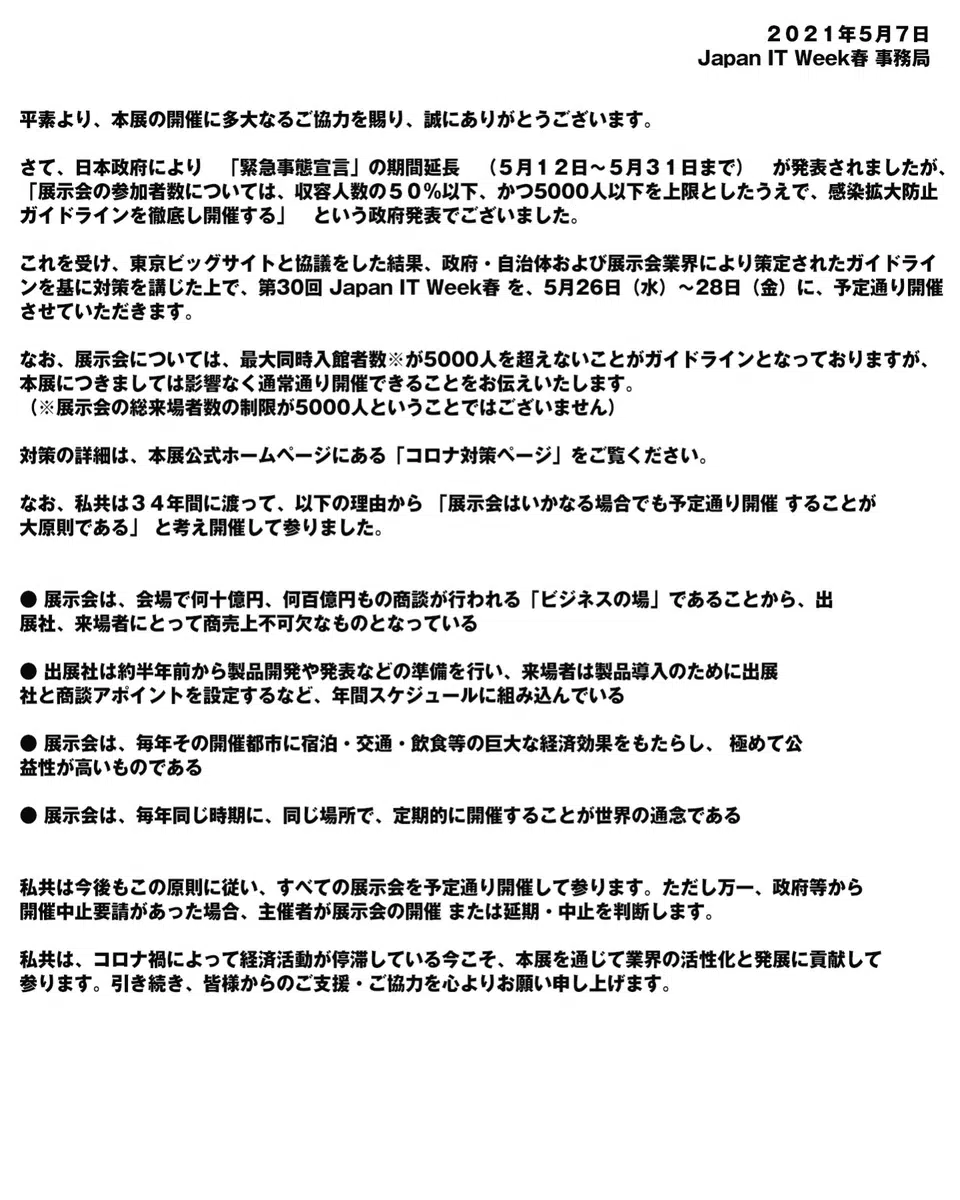 ２０２１年５月７日
Japan IT Week春 事務局
平素より、本展の開催に多大なるご協力を賜り、誠にありがとうございます。
さて、日本政府により　「緊急事態宣言」の期間延長　（５月１２日～５月３１日まで）　が発表されましたが、
「展示会の参加者数については、収容人数の５０％以下、かつ5000人以下を上限としたうえで、感染拡大防止
ガイドラインを徹底し開催する」　という政府発表でございました。
これを受け、東京ビッグサイトと協議をした結果、政府・自治体および展示会業界により策定されたガイドライ
ンを基に対策を講じた上で、第30回 Japan IT Week春 を、5月26日（水）～28日（金）に、予定通り開催
させていただきます。
なお、展示会については、最大同時入館者数※が5000人を超えないことがガイドラインとなっておりますが、
本展につきましては影響なく通常通り開催できることをお伝えいたします。
（※展示会の総来場者数の制限が5000人ということではございません）
対策の詳細は、本展公式ホームページにある「コロナ対策ページ」をご覧ください。
なお、私共は３４年間に渡って、以下の理由から 「展示会はいかなる場合でも予定通り開催 することが
大原則である」 と考え開催して参りました。
● 展示会は、会場で何十億円、何百億円もの商談が行われる「ビジネスの場」であることから、出
展社、来場者にとって商売上不可欠なものとなっている
● 出展社は約半年前から製品開発や発表などの準備を行い、来場者は製品導入のために出展
社と商談アポイントを設定するなど、年間スケジュールに組み込んでいる
● 展示会は、毎年その開催都市に宿泊・交通・飲食等の巨大な経済効果をもたらし、 極めて公
益性が高いものである
● 展示会は、毎年同じ時期に、同じ場所で、定期的に開催することが世界の通念である
私共は今後もこの原則に従い、すべての展示会を予定通り開催して参ります。ただし万一、政府等から
開催中止要請があった場合、主催者が展示会の開催 または延期・中止を判断します。
私共は、コロナ禍によって経済活動が停滞している今こそ、本展を通じて業界の活性化と発展に貢献して
参ります。引き続き、皆様からのご支援・ご協力を心よりお願い申し上げます。